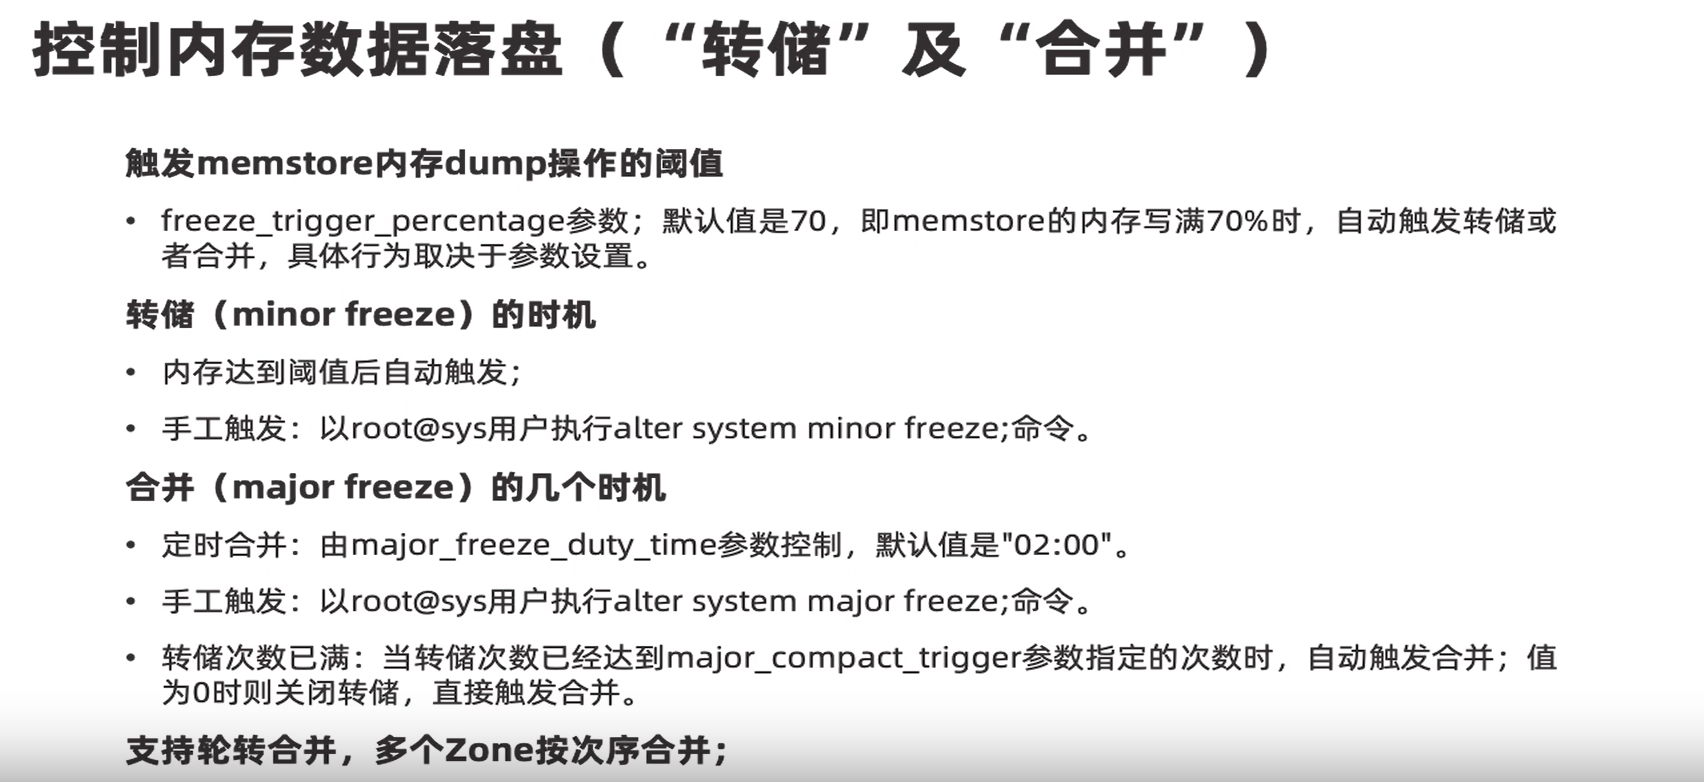 控制内存数据落盘（“转储”及“合并”）
触发memstore内存dump操作的阈值
• freeze_trigger_percentage参数；默认值是70，即memstore的内存写满70%时，自动触发转储或
者合并，具体行为取决于参数设置。
转储（minor freeze）的时机
• 内存达到阈值后自动触发；
• 手工触发：以root@sys用户执行alter system minor freeze;命令。
合并（major freeze）的几个时机
• 定时合并：由major_freeze_duty_time参数控制，默认值是"02:00"。
• 手工触发：以root@sys用户执行alter system major freeze;命令。
• 转储次数已满：当转储次数已经达到major_compact_trigger参数指定的次数时，自动触发合并；值
为0时则关闭转储，直接触发合并。
支持轮转合并，多个Zone按次序合并；